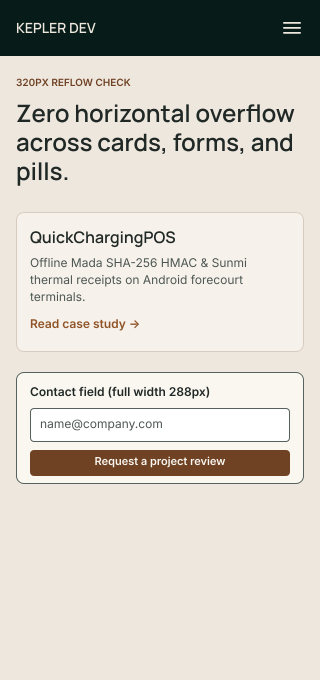 KEPLER DEV
320PX REFLOW CHECK
Zero horizontal overflow
across cards, forms, and
pills.
QuickChargingPOS
Offline Mada SHA-256 HMAC & Sunmi
thermal receipts on Android forecourt
terminals.
Read case study →
Contact field (full width 288px)
name@company.com
Request a project review